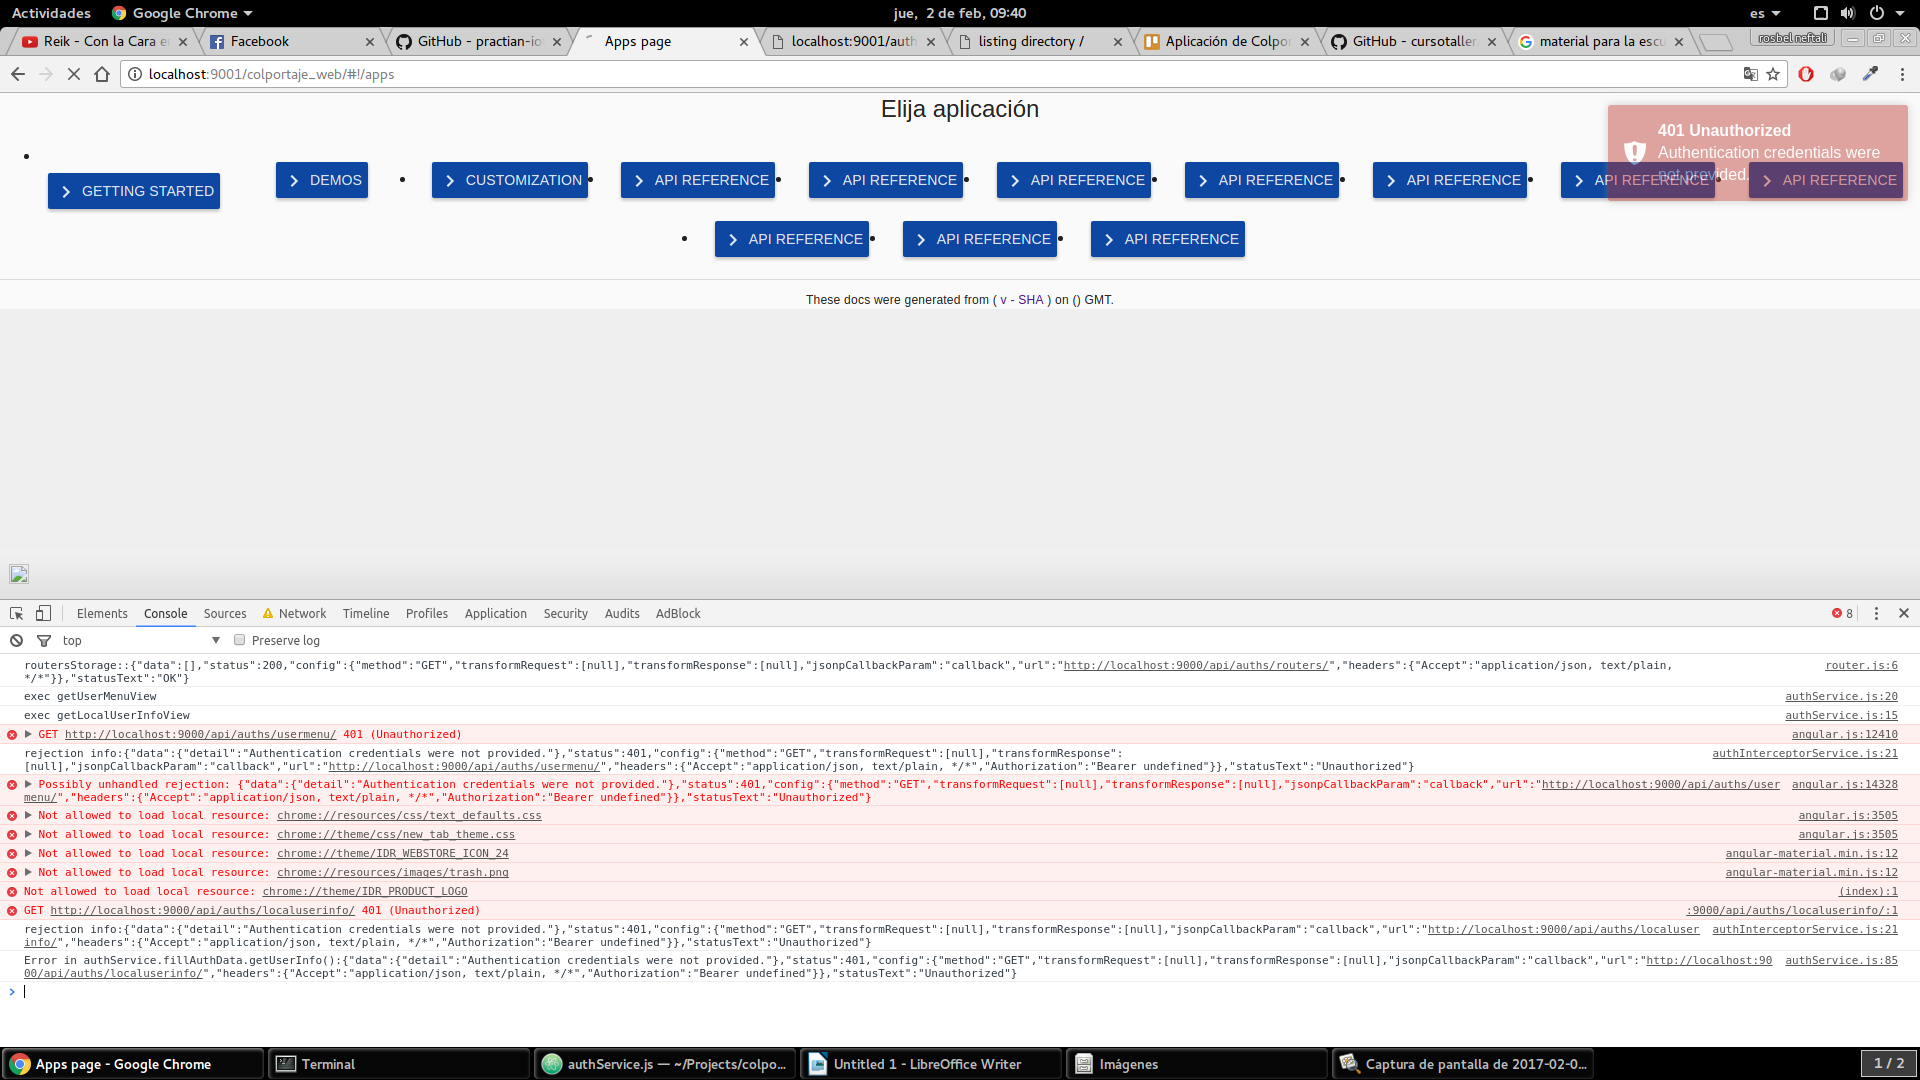 Actividades Google Chrome jue, 2 de feb, 09:40 es
Reik - Con la Cara e Facebook GitHub - practian-io Apps page localhost:9001/auth listing directory / Aplicación de Colpor GitHub - cursotaller material para la escu rosbel neftali
localhost:9001/colportaje_web/#!/apps
Elija aplicación
401 Unauthorized
Authentication credentials were
not provided.
GETTING STARTED DEMOS CUSTOMIZATION API REFERENCE API REFERENCE API REFERENCE API REFERENCE API REFERENCE API REFERENCE API REFERENCE
API REFERENCE API REFERENCE API REFERENCE
These docs were generated from ( v - SHA ) on () GMT.
Elements Console Sources Network Timeline Profiles Application Security Audits AdBlock 8
top Preserve log
routersStorage::{"data":[],"status":200,"config":{"method":"GET","transformRequest":[null],"transformResponse":[null],"jsonpCallbackParam":"callback","url":"http://localhost:9000/api/auths/routers/","headers":{"Accept":"application/json, text/plain, router.js:6
*/*"}},"statusText":"OK"}
exec getUserMenuView authService.js:20
exec getLocalUserInfoView authService.js:15
GET http://localhost:9000/api/auths/usermenu/ 401 (Unauthorized) angular.js:12410
rejection info:{"data":{"detail":"Authentication credentials were not provided."},"status":401,"config":{"method":"GET","transformRequest":[null],"transformResponse": authInterceptorService.js:21
[null],"jsonpCallbackParam":"callback","url":"http://localhost:9000/api/auths/usermenu/","headers":{"Accept":"application/json, text/plain, */*","Authorization":"Bearer undefined"}},"statusText":"Unauthorized"}
Possibly unhandled rejection: {"data":{"detail":"Authentication credentials were not provided."},"status":401,"config":{"method":"GET","transformRequest":[null],"transformResponse":[null],"jsonpCallbackParam":"callback","url":"http://localhost:9000/api/auths/user angular.js:14328
menu/","headers":{"Accept":"application/json, text/plain, */*","Authorization":"Bearer undefined"}},"statusText":"Unauthorized"}
Not allowed to load local resource: chrome://resources/css/text_defaults.css angular.js:3505
Not allowed to load local resource: chrome://theme/css/new_tab_theme.css angular.js:3505
Not allowed to load local resource: chrome://theme/IDR_WEBSTORE_ICON_24 angular-material.min.js:12
Not allowed to load local resource: chrome://resources/images/trash.png angular-material.min.js:12
Not allowed to load local resource: chrome://theme/IDR_PRODUCT_LOGO (index):1
GET http://localhost:9000/api/auths/localuserinfo/ 401 (Unauthorized) :9000/api/auths/localuserinfo/:1
rejection info:{"data":{"detail":"Authentication credentials were not provided."},"status":401,"config":{"method":"GET","transformRequest":[null],"transformResponse":[null],"jsonpCallbackParam":"callback","url":"http://localhost:9000/api/auths/localuser authInterceptorService.js:21
info/","headers":{"Accept":"application/json, text/plain, */*","Authorization":"Bearer undefined"}},"statusText":"Unauthorized"}
Error in authService.fillAuthData.getUserInfo():{"data":{"detail":"Authentication credentials were not provided."},"status":401,"config":{"method":"GET","transformRequest":[null],"transformResponse":[null],"jsonpCallbackParam":"callback","url":"http://localhost:90 authService.js:85
00/api/auths/localuserinfo/","headers":{"Accept":"application/json, text/plain, */*","Authorization":"Bearer undefined"}},"statusText":"Unauthorized"}
Apps page - Google Chrome Terminal authService.js — ~/Projects/colpo... Untitled 1 - LibreOffice Writer Imágenes Captura de pantalla de 2017-02-0... 1 / 2